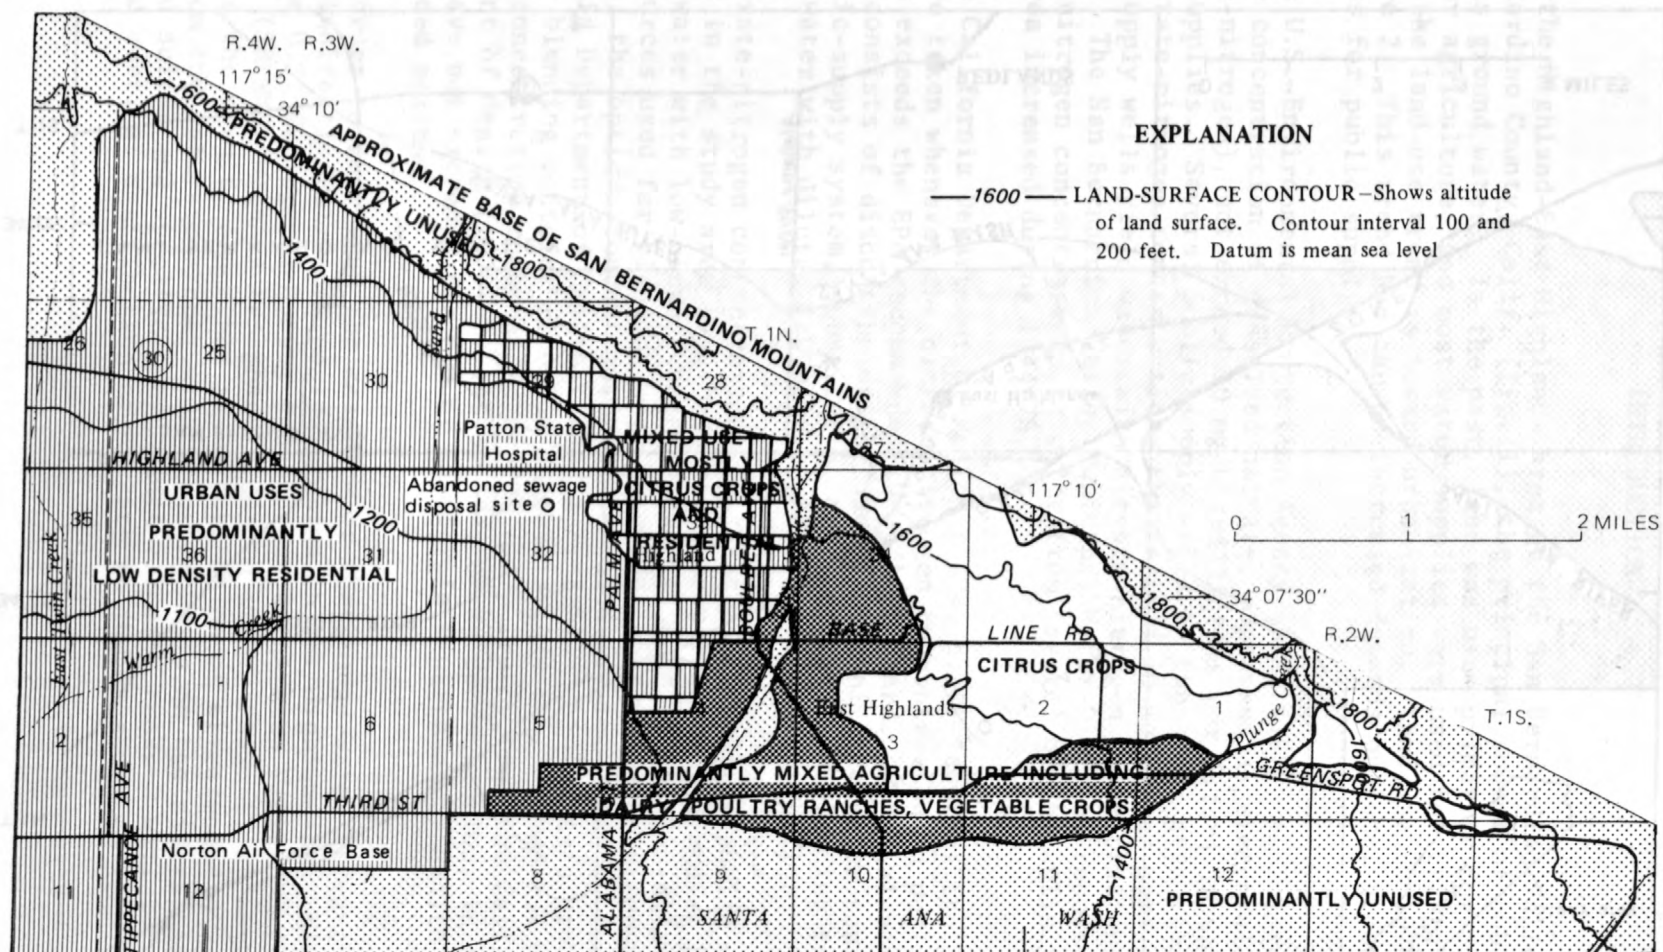 R.4W. R.3W.
117°15'
34°10'
1600
PREDOMINANTLY UNUSED
APPROXIMATE BASE OF SAN BERNARDINO MOUNTAINS
EXPLANATION
—1600— LAND-SURFACE CONTOUR—Shows altitude
of land surface. Contour interval 100 and
200 feet. Datum is mean sea level
1400
1800
T.1N.
26
30
25
30
29
28
27
Patton State
Hospital
MIXED USE
MOSTLY
CITRUS CROPS
AND
RESIDENTIAL
Highland
HIGHLAND AVE
Abandoned sewage
disposal site
URBAN USES
PREDOMINANTLY
LOW DENSITY RESIDENTIAL
1200
35
36
31
32
117°10'
0 1 2 MILES
1600
1800
34°07'30"
R.2W.
PALM AVE
East Twin Creek
1100
Warm Creek
BASE LINE RD
CITRUS CROPS
East Highlands
Plunge Creek
1800
1600
T.1S.
2
1
6
5
3
2
1
PREDOMINANTLY MIXED AGRICULTURE INCLUDING
DAIRY, POULTRY RANCHES, VEGETABLE CROPS
GREENSPOT RD
THIRD ST
Norton Air Force Base
TIPPECANOE AVE
ALABAMA ST
1400
11
12
8
9
10
11
12
PREDOMINANTLY UNUSED
SANTA ANA WASH